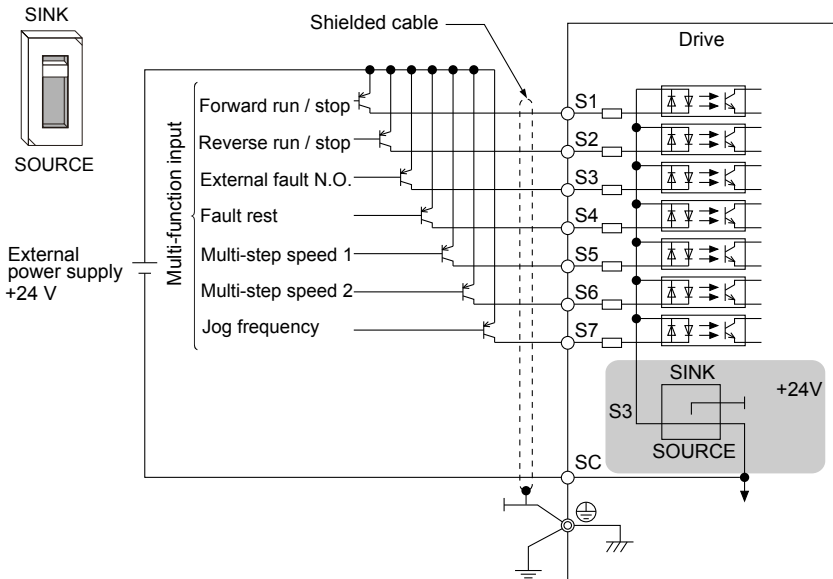 SINK
SOURCE
Shielded cable
Drive
Multi-function input
Forward run / stop
Reverse run / stop
External fault N.O.
Fault rest
Multi-step speed 1
Multi-step speed 2
Jog frequency
External
power supply
+24 V
S1
S2
S3
S4
S5
S6
S7
SINK
+24V
S3
SOURCE
SC